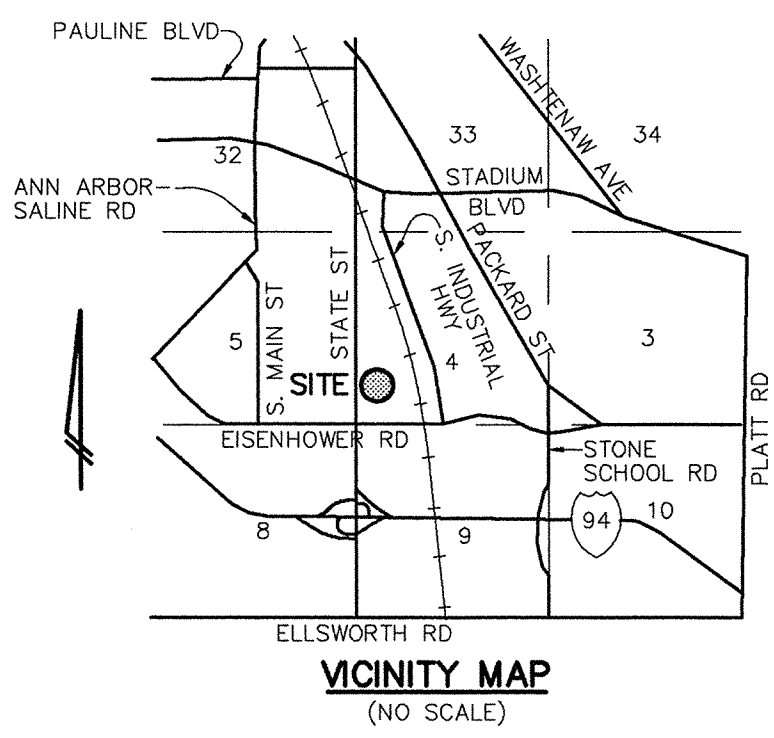 PAULINE BLVD
WASHTENAW AVE
33
34
32
STADIUM
BLVD
ANN ARBOR
SALINE RD
S. INDUSTRIAL
HWY
PACKARD ST
STATE ST
S. MAIN ST
5
4
3
SITE
PLATT RD
EISENHOWER RD
STONE
SCHOOL RD
8
9
94
10
ELLSWORTH RD
VICINITY MAP
(NO SCALE)